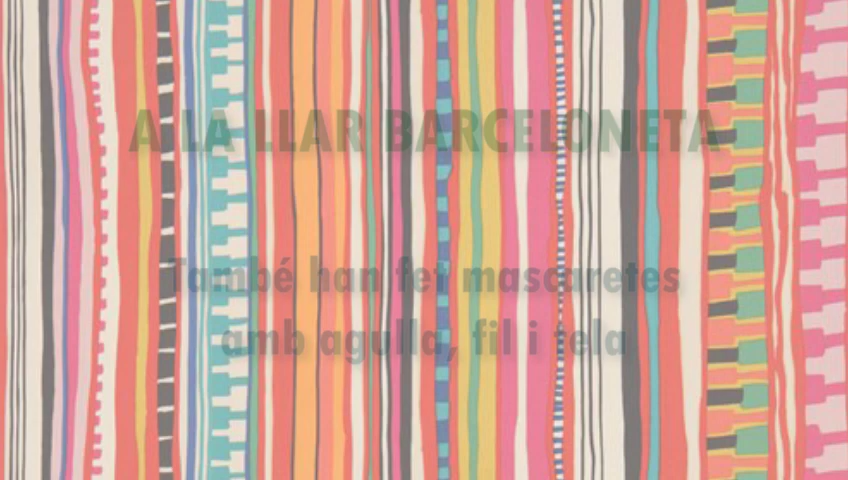 A LA LLAR BARCELONETA
També han fet mascaretes
amb agulla, fil i tela